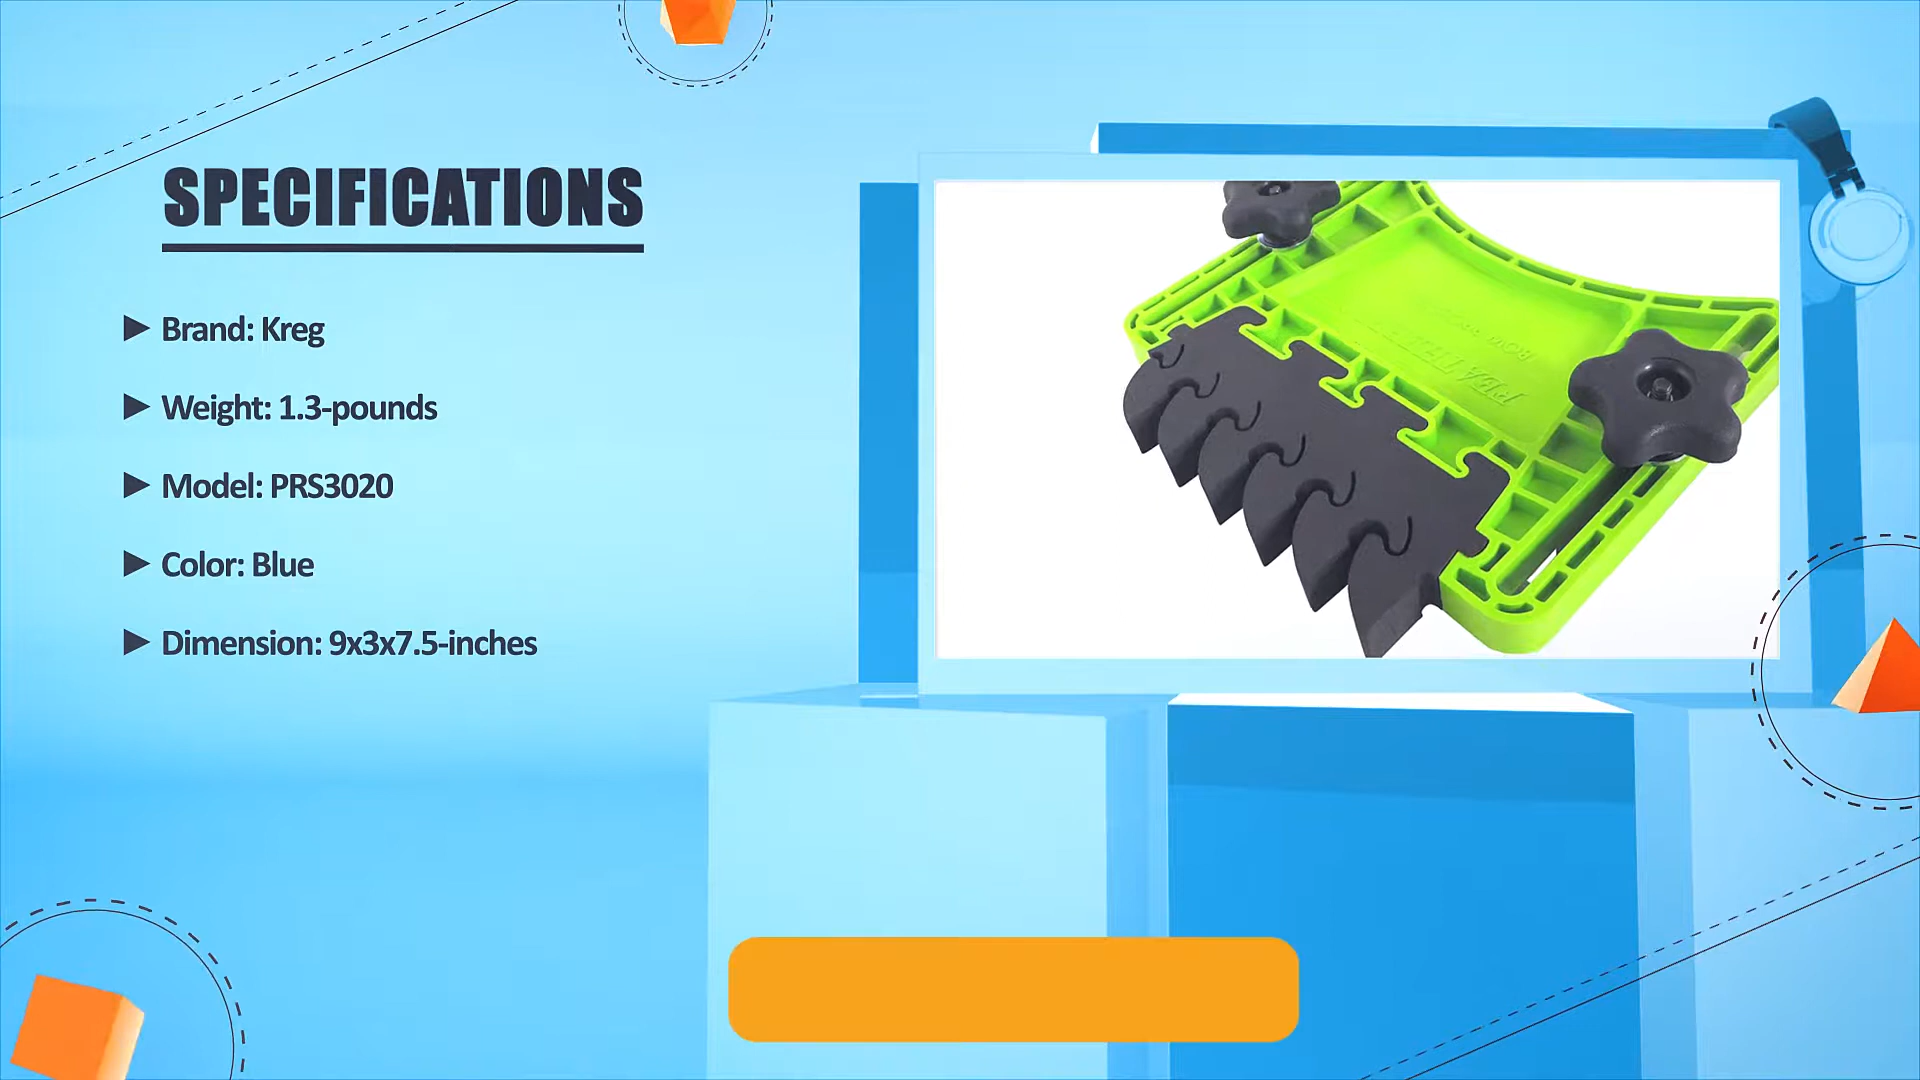 SPECIFICATIONS
Brand: Kreg
Weight: 1.3-pounds
Model: PRS3020
Color: Blue
Dimension: 9x3x7.5-inches